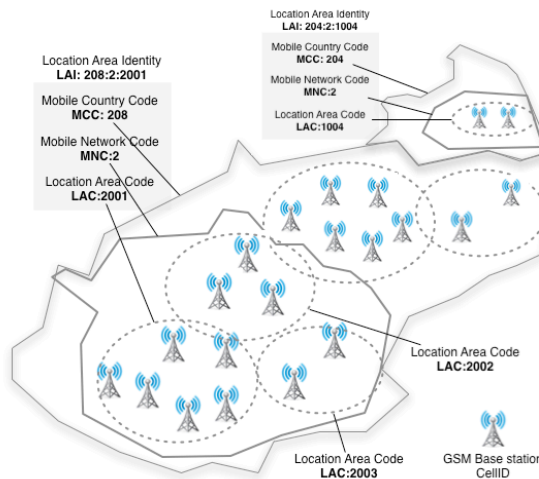 Location Area Identity
LAI: 204:2:1004
Mobile Country Code
MCC: 204
Mobile Network Code
MNC:2
Location Area Code
LAC:1004
Location Area Identity
LAI: 208:2:2001
Mobile Country Code
MCC: 208
Mobile Network Code
MNC:2
Location Area Code
LAC:2001
Location Area Code
LAC:2002
Location Area Code
LAC:2003
GSM Base station
CellID